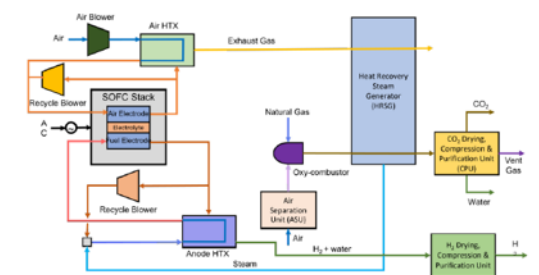 Air Blower
Air HTX
Air
Exhaust Gas
Recycle Blower
SOFC Stack
Air Electrode
Electrolyte
Fuel Electrode
A
C
Heat Recovery
Steam
Generator
(HRSG)
Natural Gas
CO₂
CO₂ Drying,
Compression &
Purification Unit
(CPU)
Vent
Gas
Water
Oxy-combustor
Air
Separation
Unit (ASU)
Air
Recycle Blower
Anode HTX
H₂ + water
Steam
H₂ Drying,
Compression &
Purification Unit
H